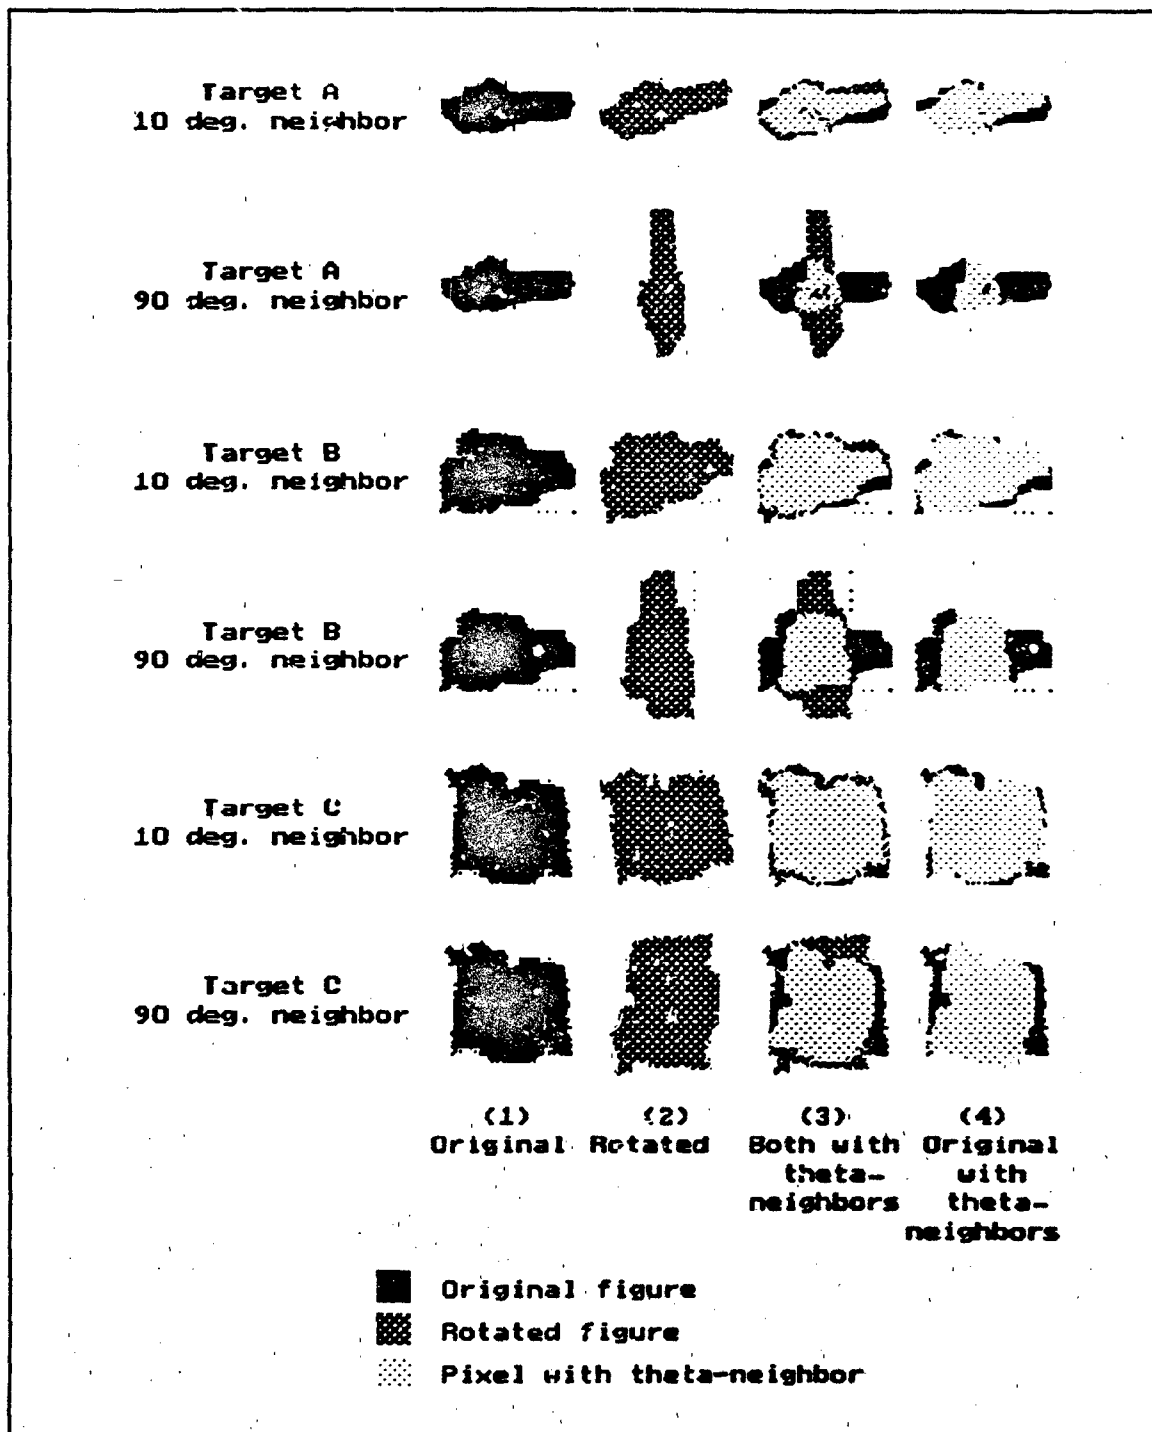 Target A
10 deg. neighbor
Target A
90 deg. neighbor
Target B
10 deg. neighbor
Target B
90 deg. neighbor
Target C
10 deg. neighbor
Target C
90 deg. neighbor
(1) (2) (3) (4)
Original Rotated Both with Original
theta- with
neighbors theta-
neighbors
Original figure
Rotated figure
Pixel with theta-neighbor